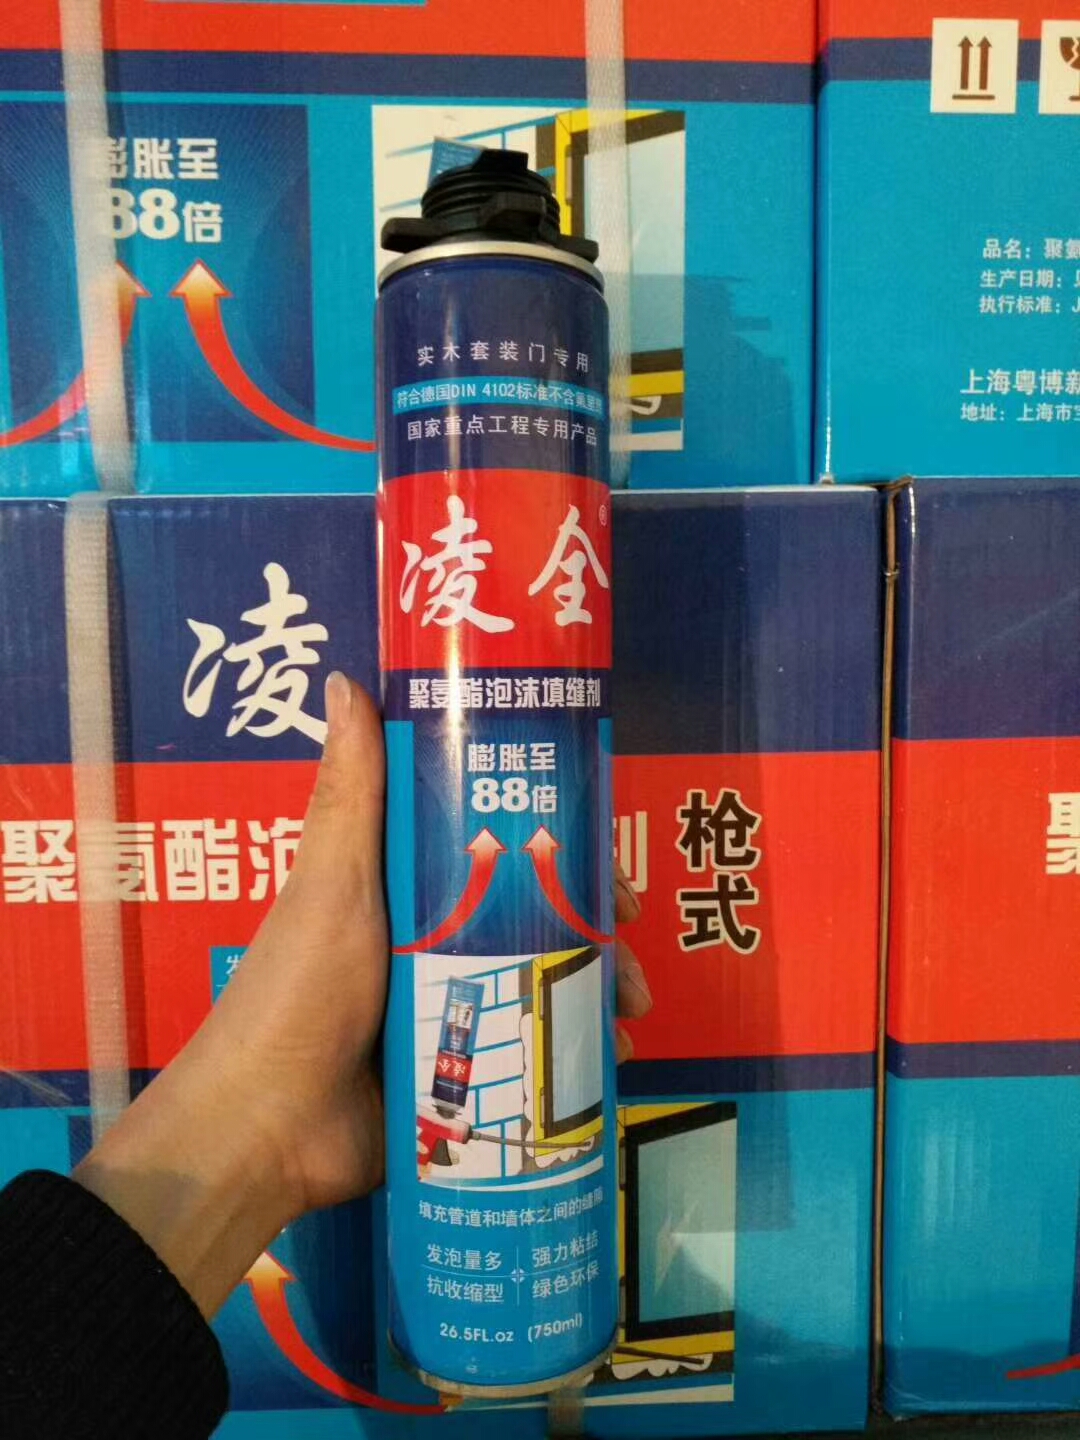 膨胀至
88倍
品名：聚氨
生产日期：
执行标准：J
上海粤博新
地址：上海市宝
实木套装门专用
符合德国DIN 4102标准不含氟里昂
国家重点工程专用产品
凌全®
聚氨酯泡沫填缝剂
膨胀至
88倍
凌全
填充管道和墙体之间的缝隙
发泡量多 强力粘结
抗收缩型 绿色环保
26.5FL.oz (750ml)
凌
聚氨酯泡 剂
枪式
发
聚